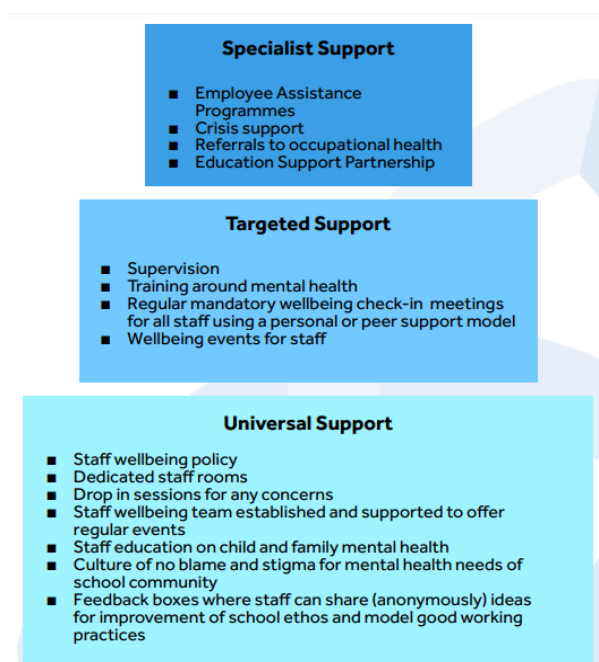 Specialist Support
■ Employee Assistance
Programmes
■ Crisis support
■ Referrals to occupational health
■ Education Support Partnership
Targeted Support
■ Supervision
■ Training around mental health
■ Regular mandatory wellbeing check-in meetings
for all staff using a personal or peer support model
■ Wellbeing events for staff
Universal Support
■ Staff wellbeing policy
■ Dedicated staff rooms
■ Drop in sessions for any concerns
■ Staff wellbeing team established and supported to offer
regular events
■ Staff education on child and family mental health
■ Culture of no blame and stigma for mental health needs of
school community
■ Feedback boxes where staff can share (anonymously) ideas
for improvement of school ethos and model good working
practices